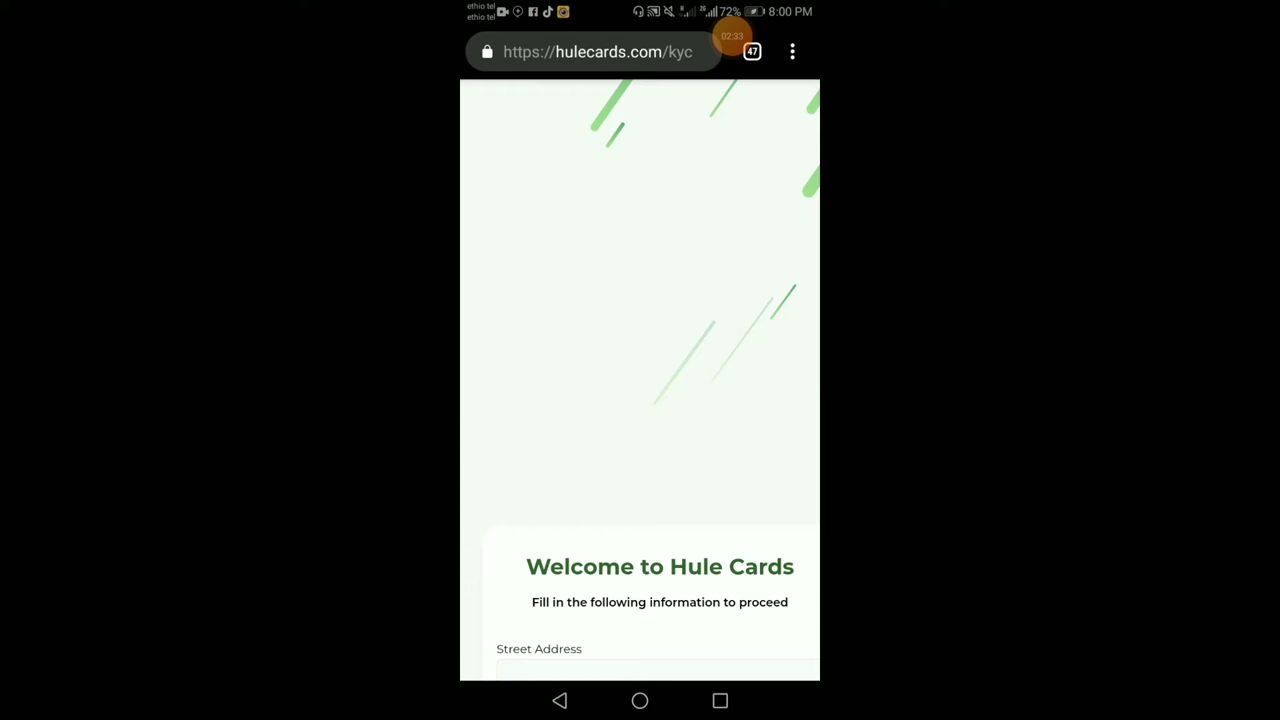 ethio tel
ethio tel
72% 8:00 PM
02:33
https://hulecards.com/kyc
47
Welcome to Hule Cards
Fill in the following information to proceed
Street Address